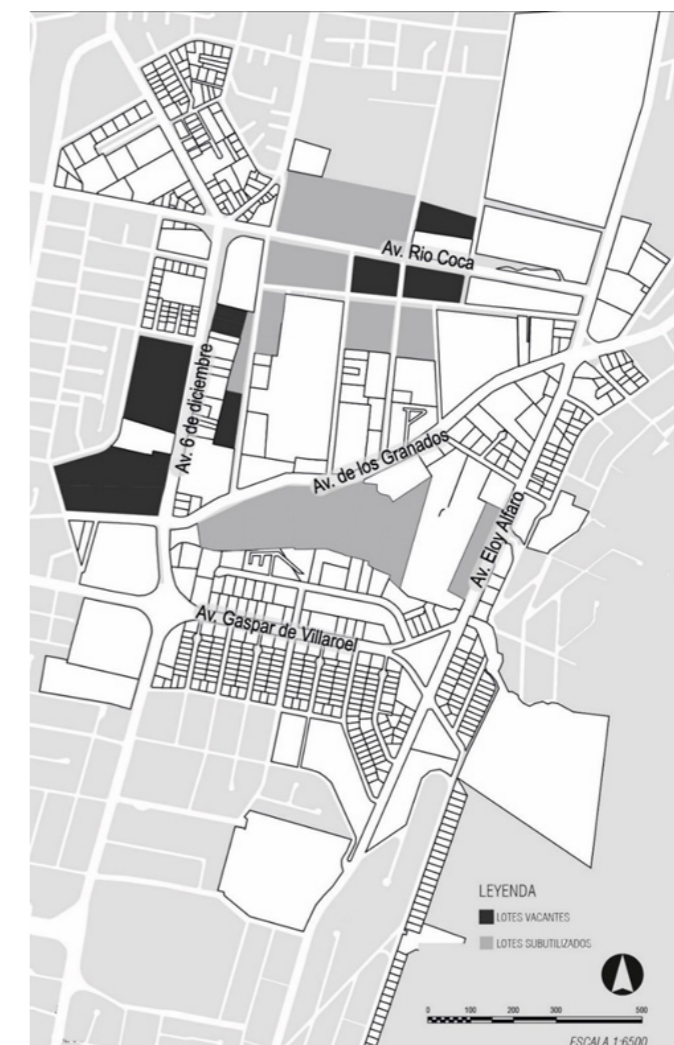 Av. Rio Coca
Av. 6 de diciembre
Av. de los Granados
Av. Eloy Alfaro
Av. Gaspar de Villaroel
LEYENDA
LOTES VACANTES
LOTES SUBUTILIZADOS
0 100 200 300 500
ESCALA 1:6500